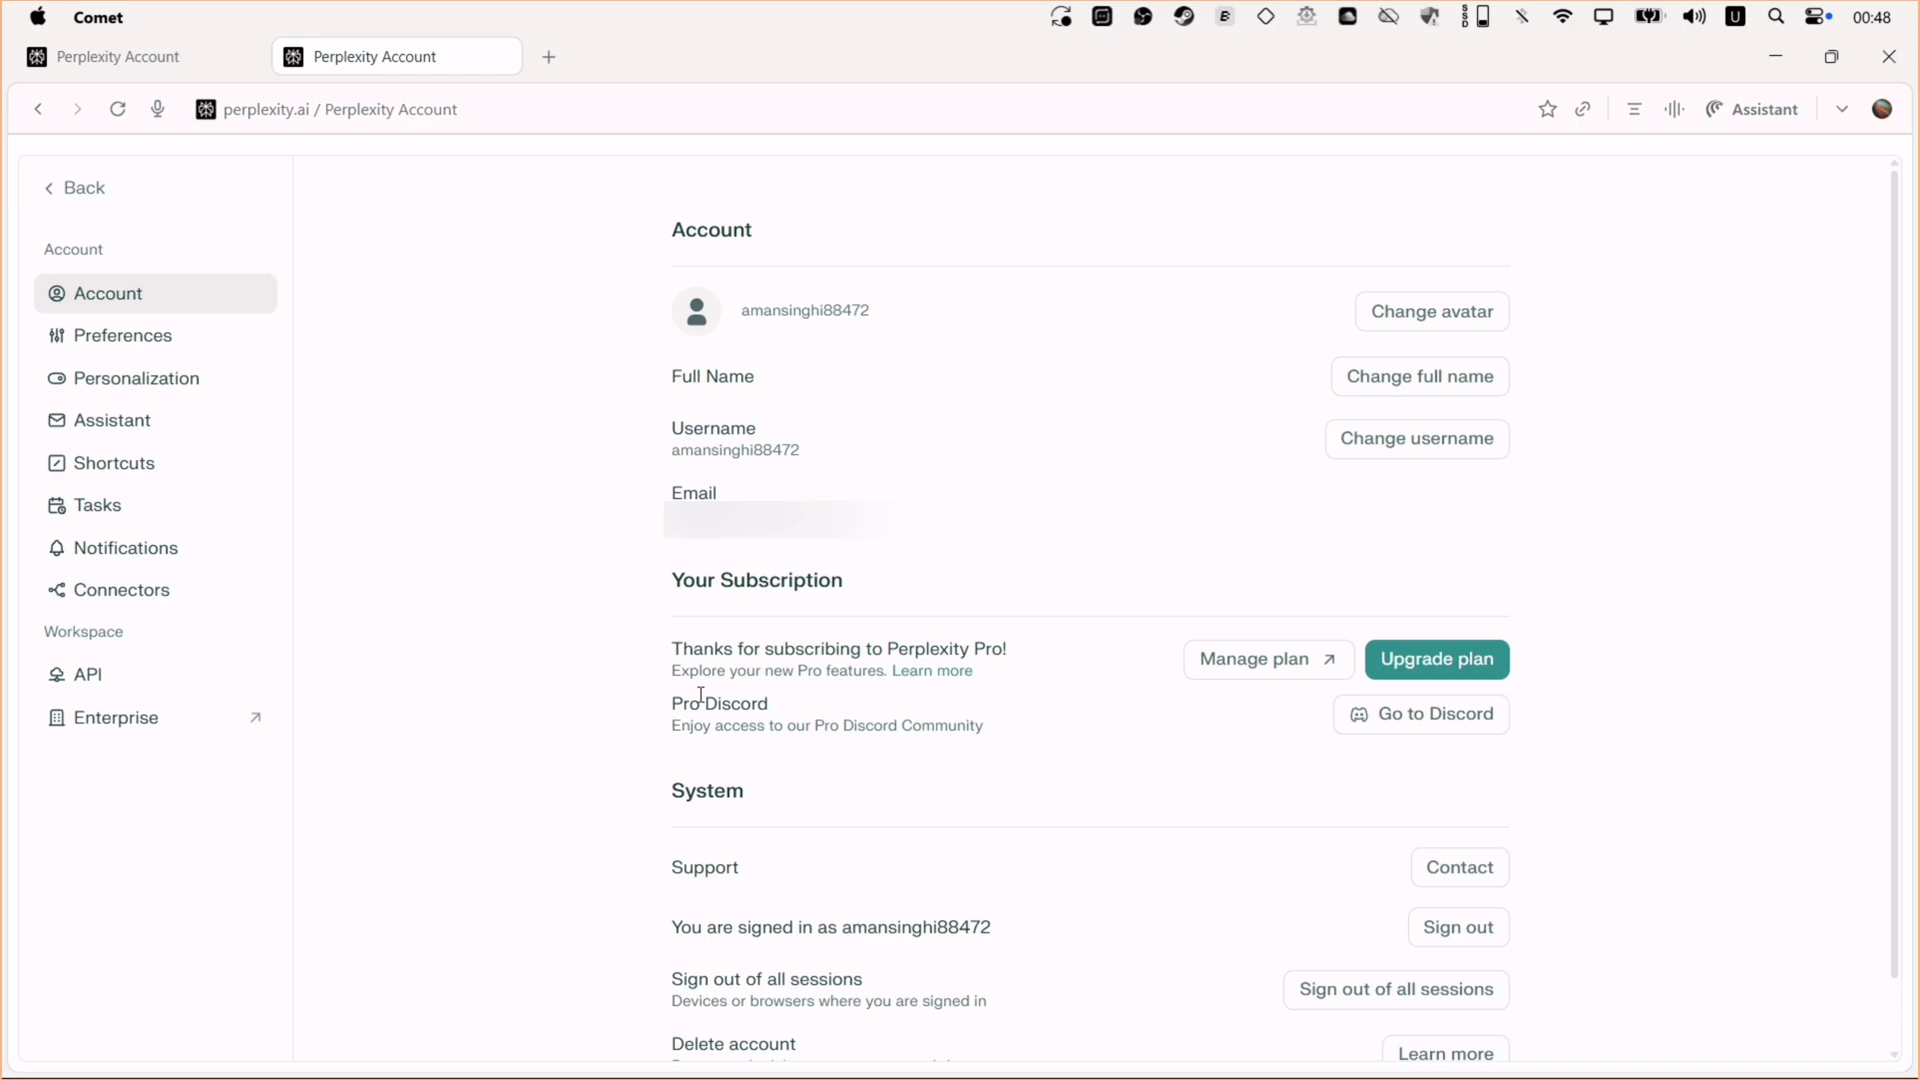 Comet
SSD
U
00:48
Perplexity Account
Perplexity Account
perplexity.ai / Perplexity Account
Assistant
Back
Account
Account
Preferences
Personalization
Assistant
Shortcuts
Tasks
Notifications
Connectors
Workspace
API
Enterprise
Account
amansinghi88472
Change avatar
Full Name
Change full name
Username
amansinghi88472
Change username
Email
Your Subscription
Thanks for subscribing to Perplexity Pro!
Explore your new Pro features. Learn more
Manage plan
Upgrade plan
Pro Discord
Enjoy access to our Pro Discord Community
Go to Discord
System
Support
Contact
You are signed in as amansinghi88472
Sign out
Sign out of all sessions
Devices or browsers where you are signed in
Sign out of all sessions
Delete account
Learn more